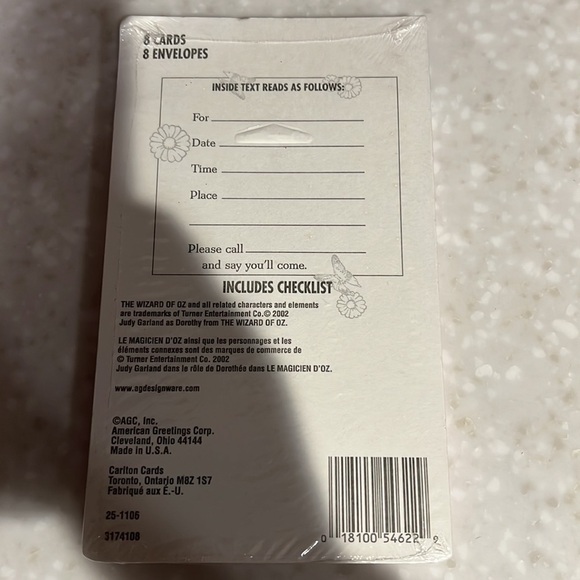 8 CARDS
8 ENVELOPES
INSIDE TEXT READS AS FOLLOWS:
For
Date
Time
Place
Please call
and say you'll come.
INCLUDES CHECKLIST
THE WIZARD OF OZ and all related characters and elements
are trademarks of Turner Entertainment Co.© 2002
Judy Garland as Dorothy from THE WIZARD OF OZ.
LE MAGICIEN D'OZ ainsi que les personnages et les
éléments connexes sont des marques de commerce de
© Turner Entertainment Co. 2002
Judy Garland dans le rôle de Dorothée dans LE MAGICIEN D'OZ.
www.agdesignware.com
©AGC, Inc.
American Greetings Corp.
Cleveland, Ohio 44144
Made in U.S.A.
Carlton Cards
Toronto, Ontario M8Z 1S7
Fabriqué aux É.-U.
25-1106
3174108
0 18100 54622 9